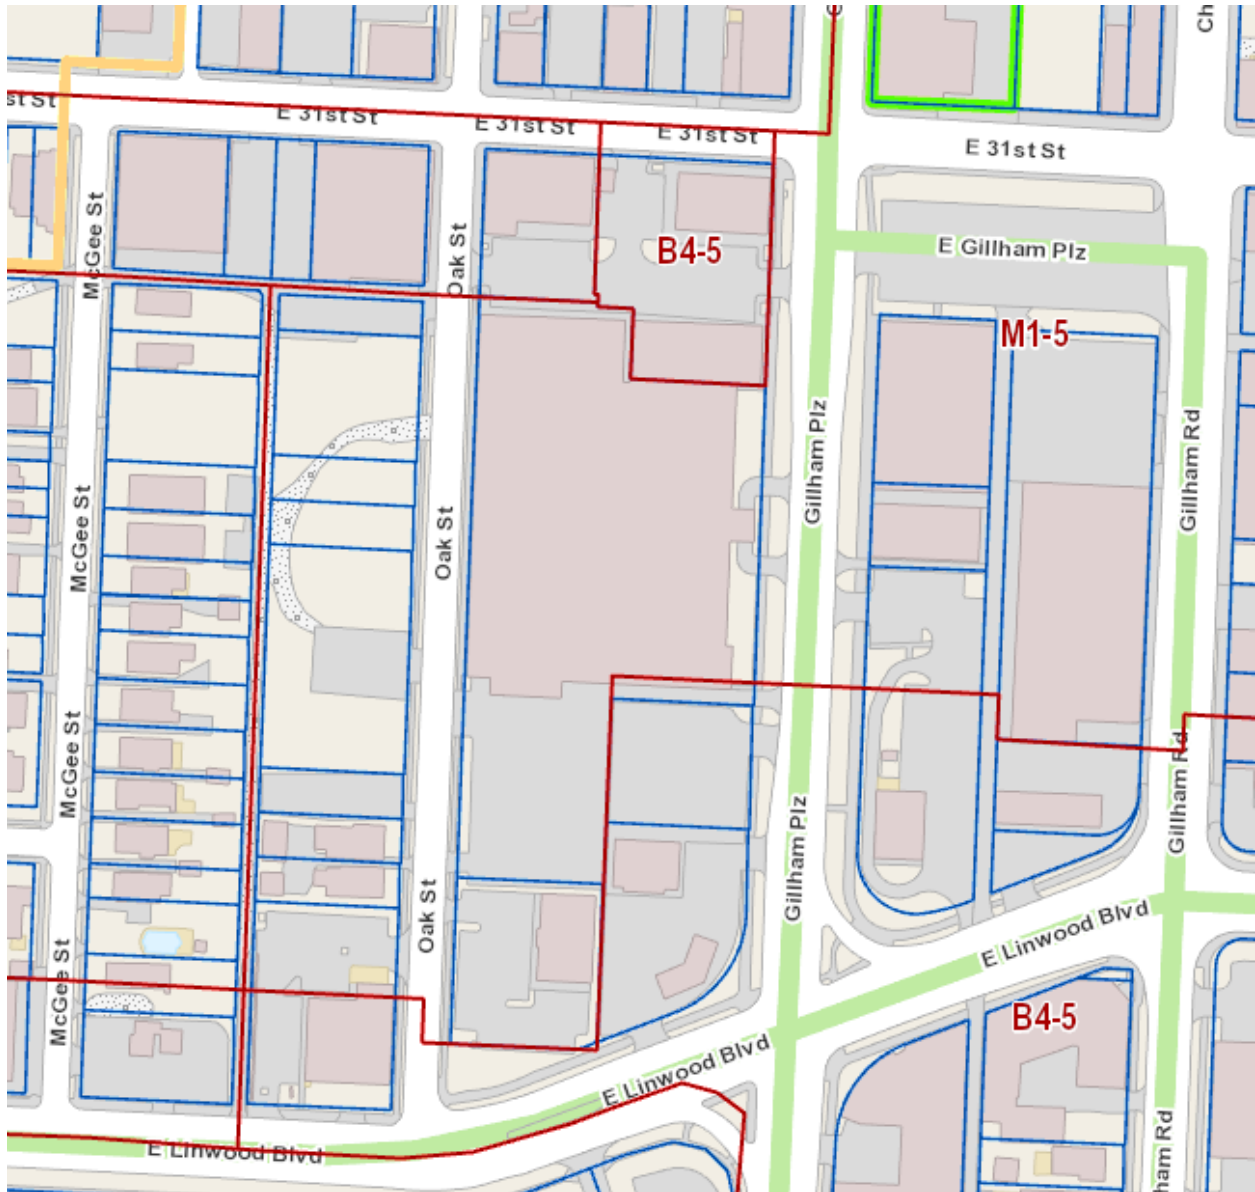 Ch
G
st St
E 31st St
E 31st St
E 31st St
E 31st St
McGee St
Oak St
B4-5
E Gillham Plz
M1-5
Gillham Plz
Gillham Rd
McGee St
Oak St
McGee St
Gillham Plz
Gillham Rd
Oak St
McGee St
E Linwood Blvd
B4-5
E Linwood Blvd
E Linwood Blvd
ham Rd